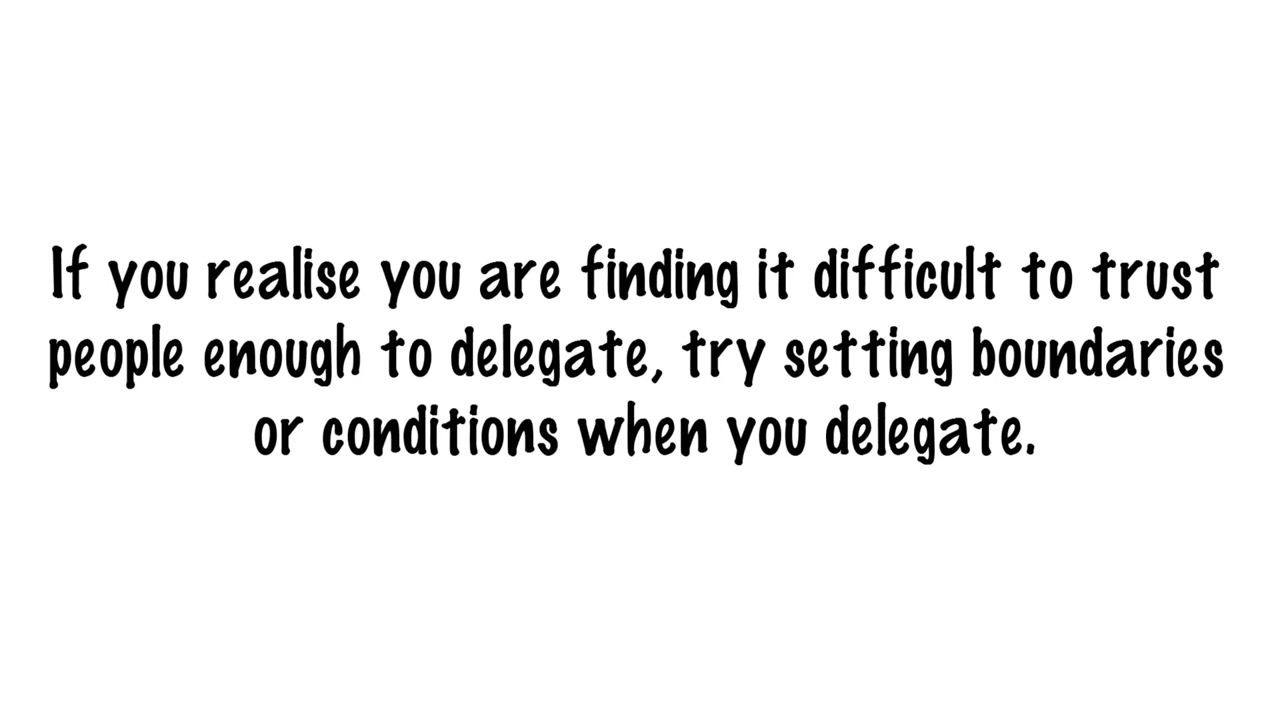 If you realise you are finding it difficult to trust
people enough to delegate, try setting boundaries
or conditions when you delegate.